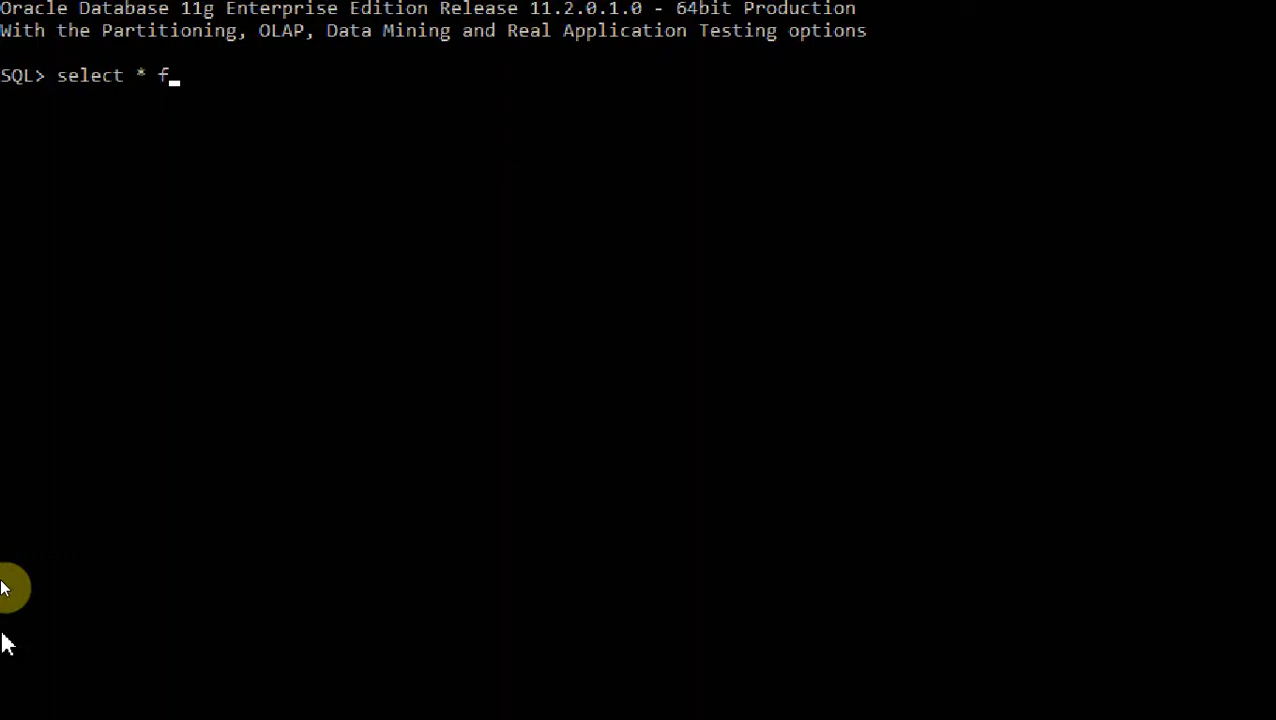 Oracle Database 11g Enterprise Edition Release 11.2.0.1.0 - 64bit Production
With the Partitioning, OLAP, Data Mining and Real Application Testing options
SQL> select * f